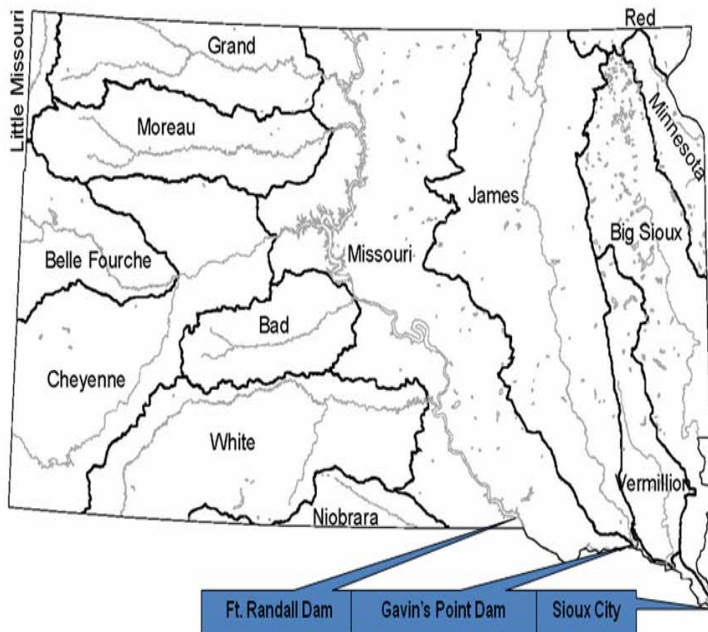 Red
Grand
Little Missouri
Minnesota
Moreau
James
Big Sioux
Belle Fourche
Missouri
Bad
Cheyenne
White
Vermillion
Niobrara
Ft. Randall Dam
Gavin's Point Dam
Sioux City